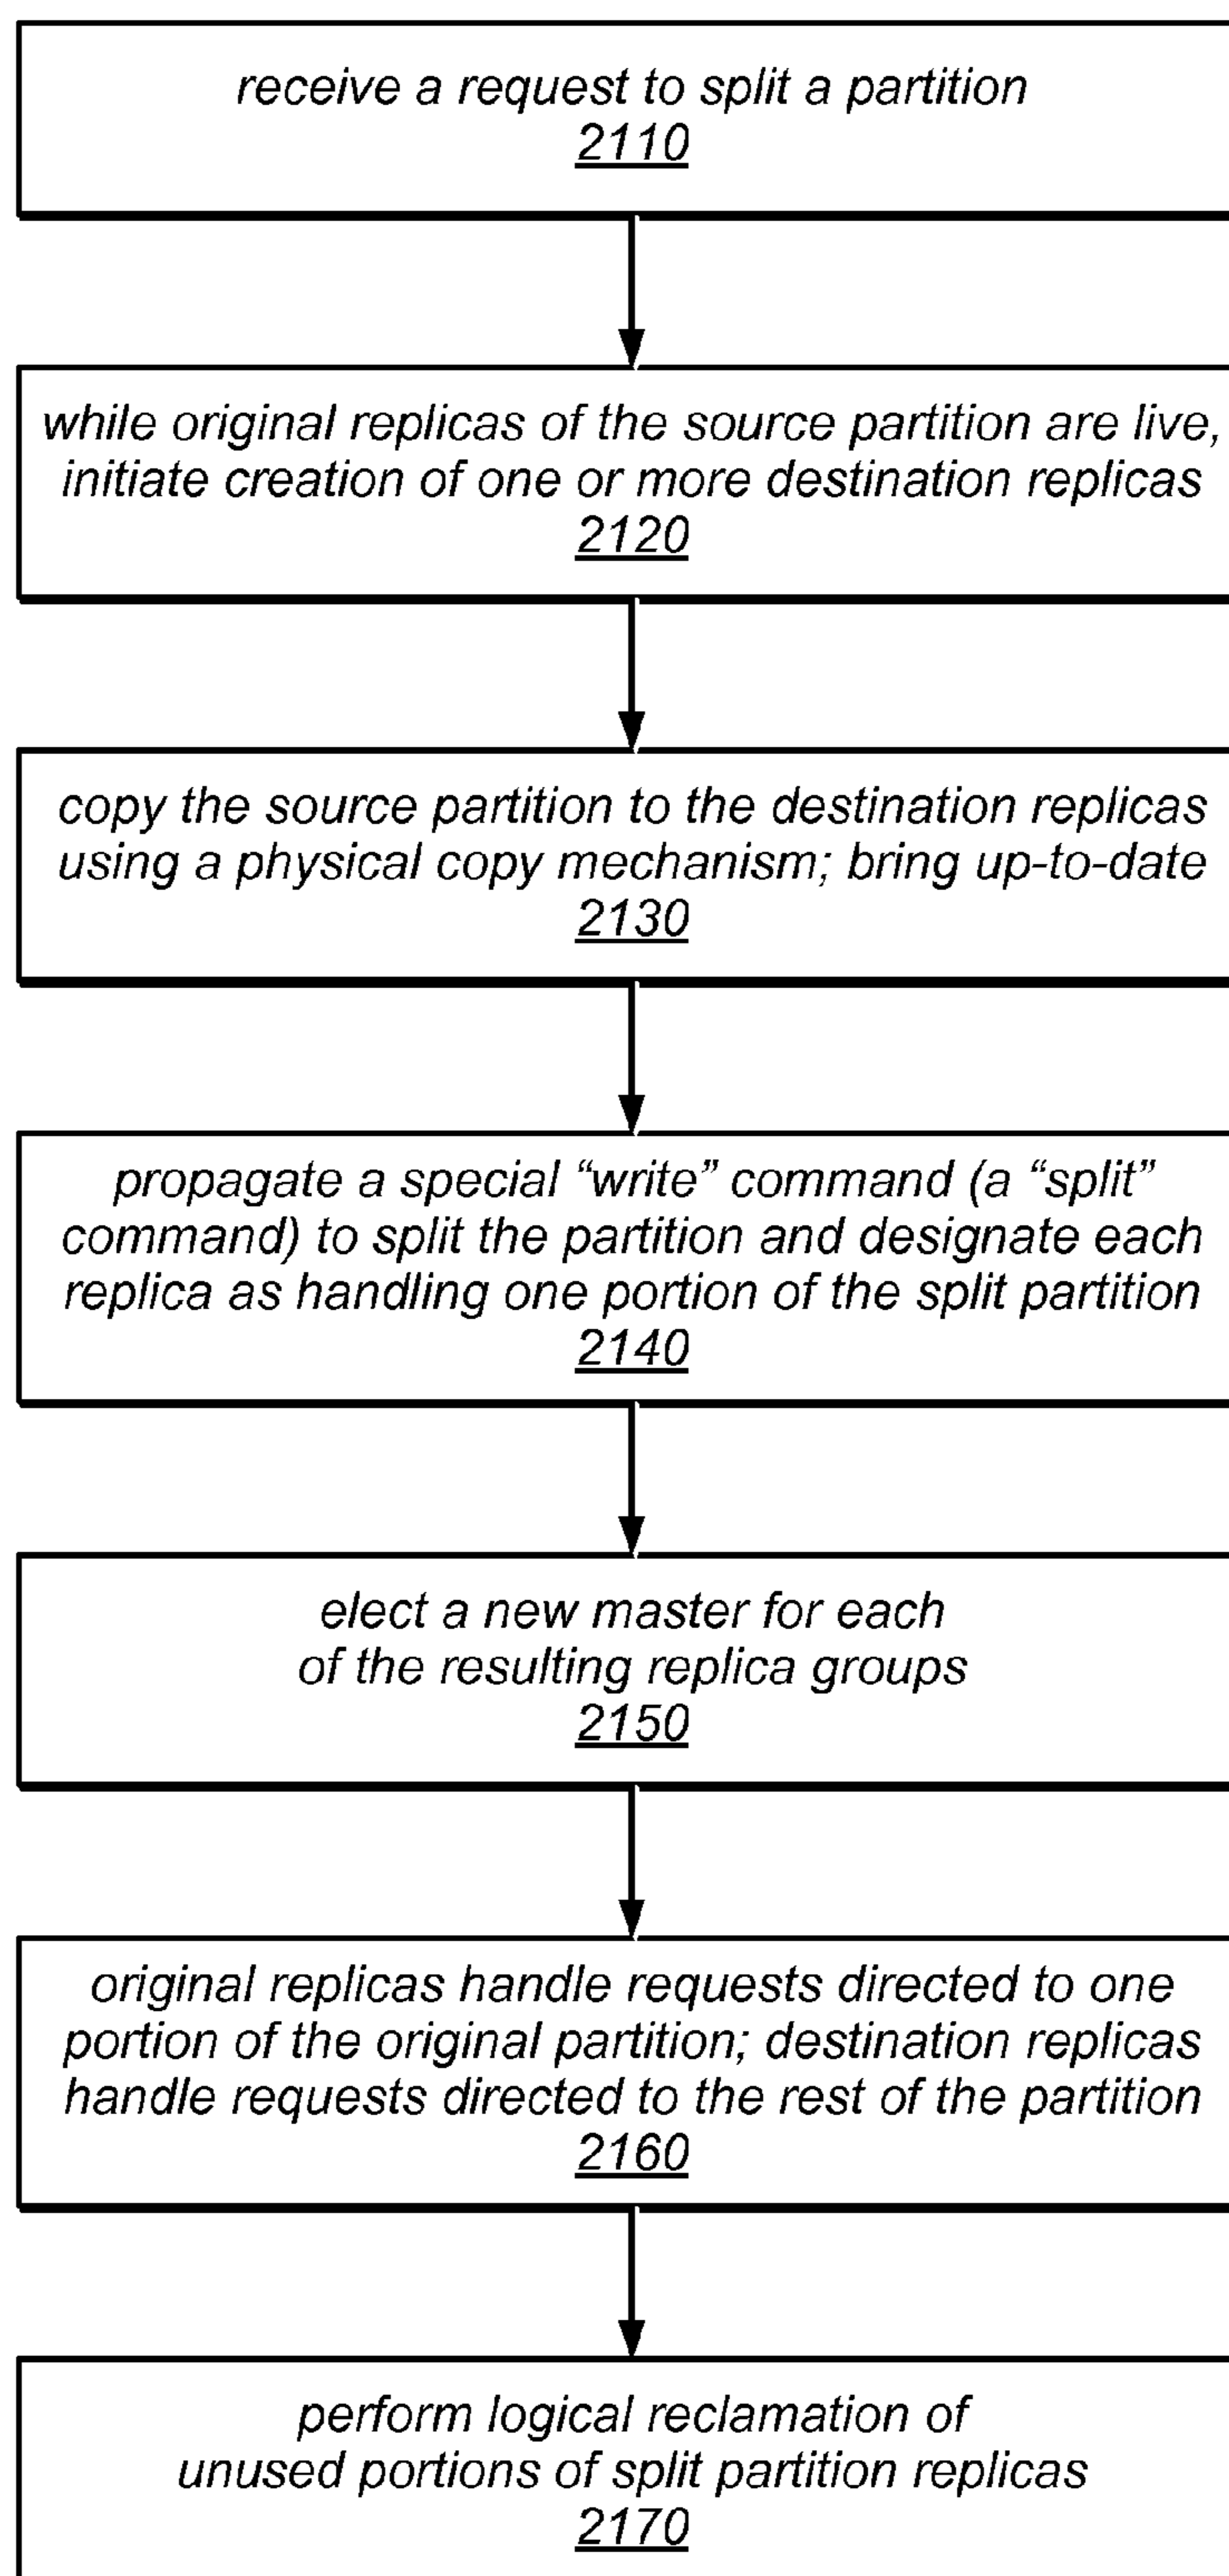 receive a request to split a partition
2110
while original replicas of the source partition are live,
initiate creation of one or more destination replicas
2120
copy the source partition to the destination replicas
using a physical copy mechanism; bring up-to-date
2130
propagate a special “write” command (a “split”
command) to split the partition and designate each
replica as handling one portion of the split partition
2140
elect a new master for each
of the resulting replica groups
2150
original replicas handle requests directed to one
portion of the original partition; destination replicas
handle requests directed to the rest of the partition
2160
perform logical reclamation of
unused portions of split partition replicas
2170